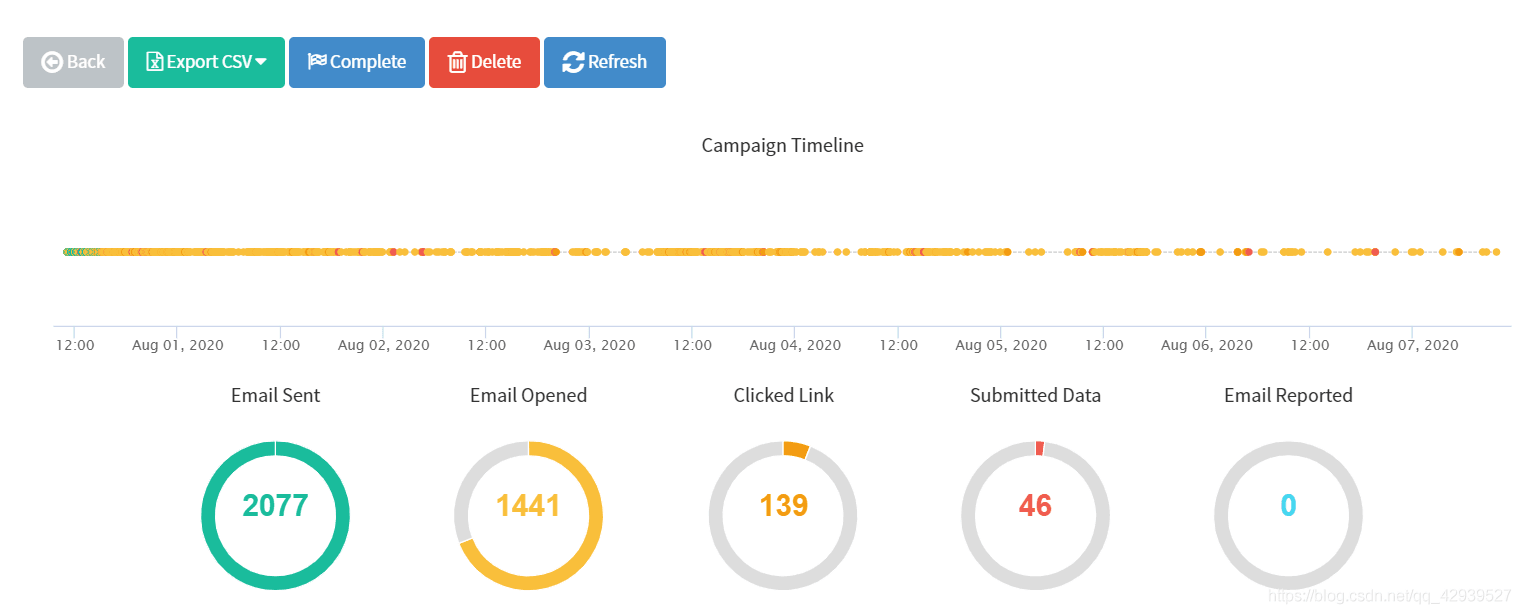 Back Export CSV Complete Delete Refresh
Campaign Timeline
12:00 Aug 01, 2020 12:00 Aug 02, 2020 12:00 Aug 03, 2020 12:00 Aug 04, 2020 12:00 Aug 05, 2020 12:00 Aug 06, 2020 12:00 Aug 07, 2020
Email Sent Email Opened Clicked Link Submitted Data Email Reported
2077 1441 139 46 0
https://blog.csdn.net/qq_42939527